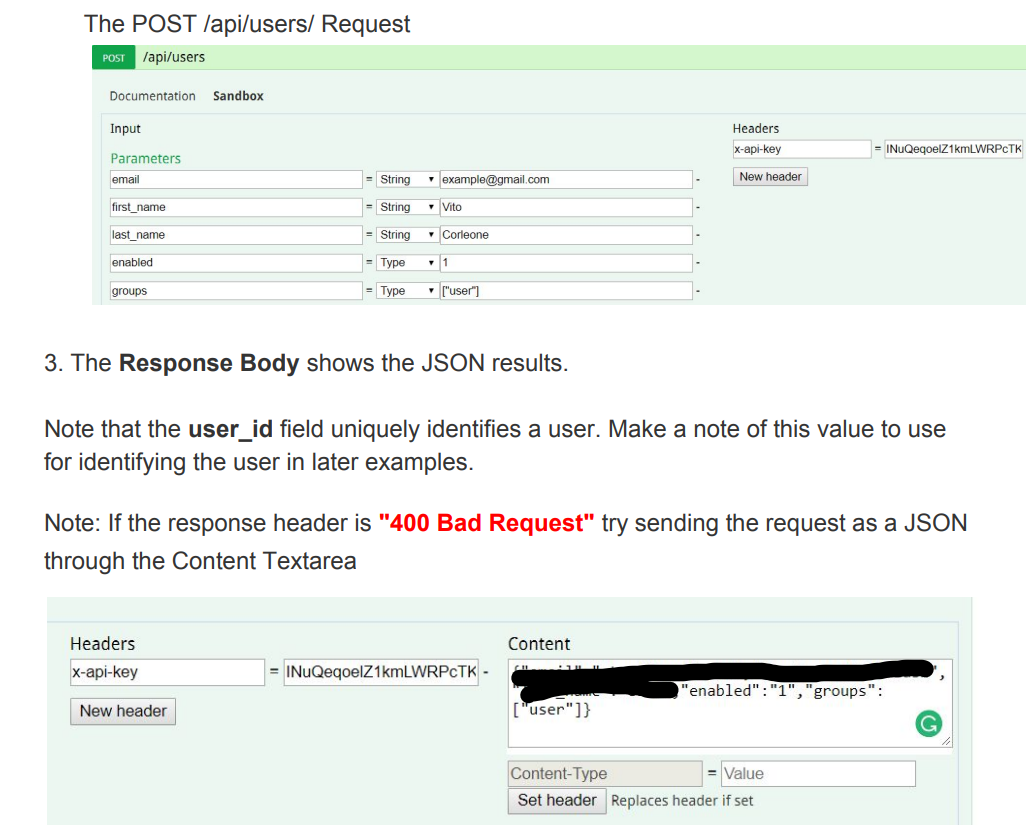 The POST /api/users/ Request
POST /api/users
Documentation Sandbox
Input
Headers
x-api-key = INuQeqoelZ1kmLWRPcTK
New header
Parameters
email = String example@gmail.com -
first_name = String Vito -
last_name = String Corleone -
enabled = Type 1 -
groups = Type ["user"] -
3. The Response Body shows the JSON results.
Note that the user_id field uniquely identifies a user. Make a note of this value to use
for identifying the user in later examples.
Note: If the response header is "400 Bad Request" try sending the request as a JSON
through the Content Textarea
Headers
x-api-key = INuQeqoelZ1kmLWRPcTK -
New header
Content
",
"enabled":"1","groups":
["user"]}
Content-Type = Value
Set header Replaces header if set